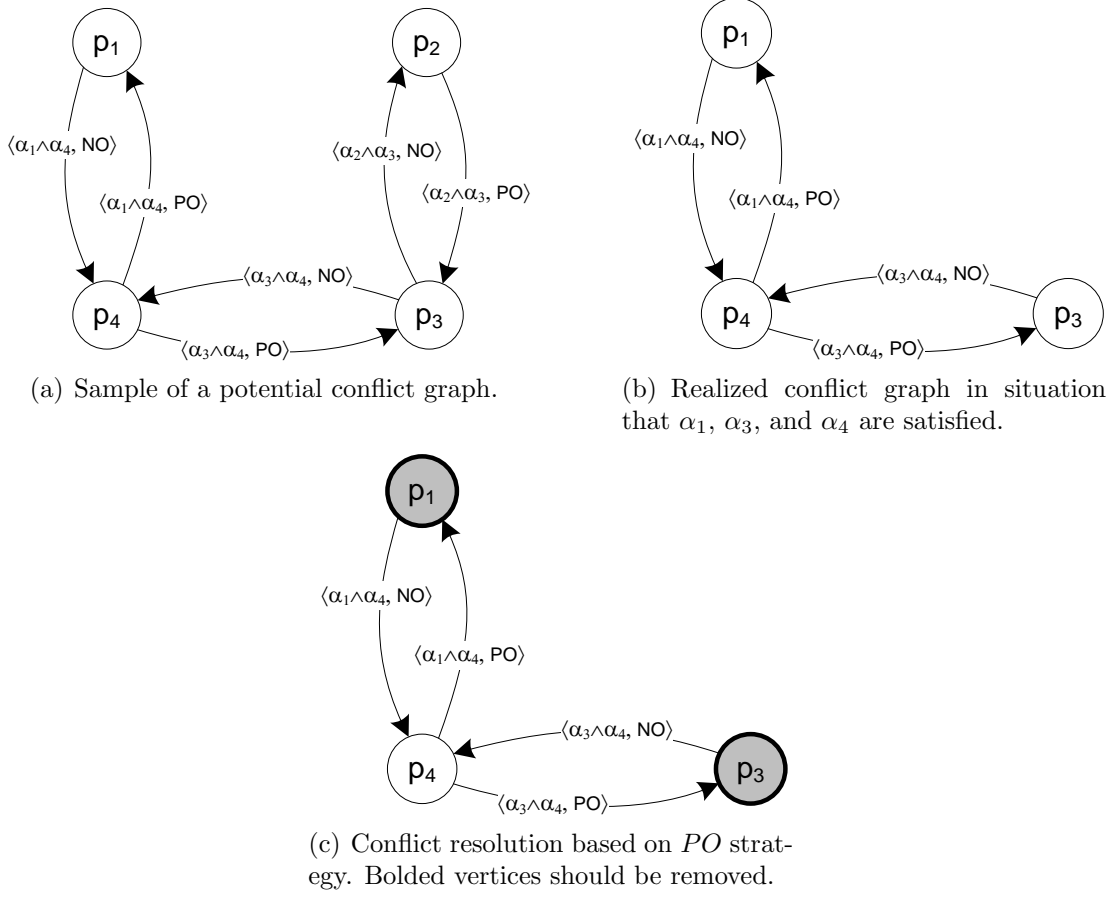 p₁
p₂
⟨α₁∧α₄, NO⟩
⟨α₂∧α₃, NO⟩
⟨α₁∧α₄, PO⟩
⟨α₂∧α₃, PO⟩
⟨α₃∧α₄, NO⟩
p₄
p₃
⟨α₃∧α₄, PO⟩
(a) Sample of a potential conflict graph.
p₁
⟨α₁∧α₄, NO⟩
⟨α₁∧α₄, PO⟩
⟨α₃∧α₄, NO⟩
p₄
p₃
⟨α₃∧α₄, PO⟩
(b) Realized conflict graph in situation
that α₁, α₃, and α₄ are satisfied.
p₁
⟨α₁∧α₄, NO⟩
⟨α₁∧α₄, PO⟩
⟨α₃∧α₄, NO⟩
p₄
p₃
⟨α₃∧α₄, PO⟩
(c) Conflict resolution based on PO strat-
egy. Bolded vertices should be removed.